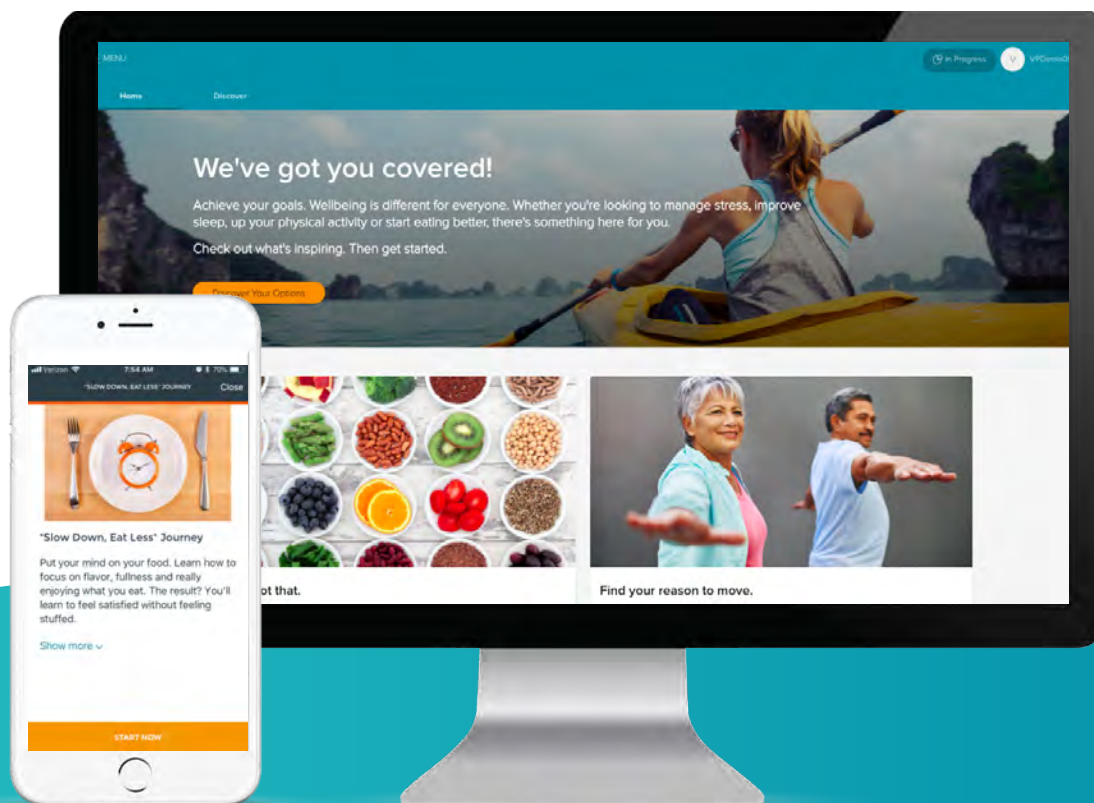 MENU
In Progress
V
Home
Discover
We've got you covered!
Achieve your goals. Wellbeing is different for everyone. Whether you're looking to manage stress, improve
sleep, up your physical activity or start eating better, there's something here for you.
Check out what's inspiring. Then get started.
Discover Your Options
ot that.
Find your reason to move.
Verizon
7:54 AM
70%
"SLOW DOWN, EAT LESS" JOURNEY
Close
"Slow Down, Eat Less" Journey
Put your mind on your food. Learn how to
focus on flavor, fullness and really
enjoying what you eat. The result? You'll
learn to feel satisfied without feeling
stuffed.
Show more
START NOW